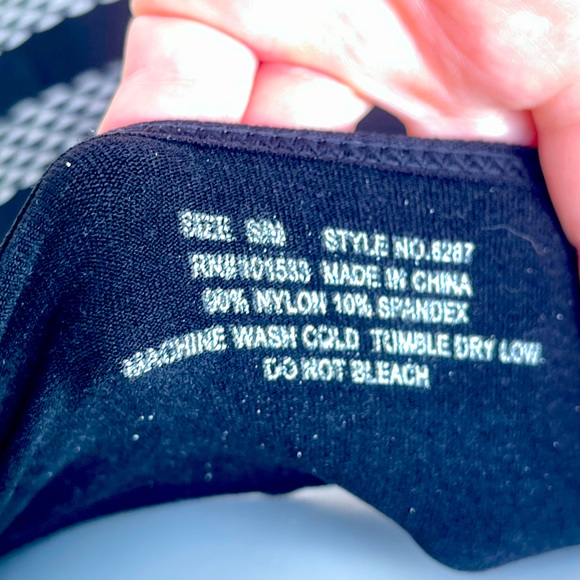 SIZE S/M STYLE NO.6287
RN#101533 MADE IN CHINA
90% NYLON 10% SPANDEX
MACHINE WASH COLD TUMBLE DRY LOW
DO NOT BLEACH